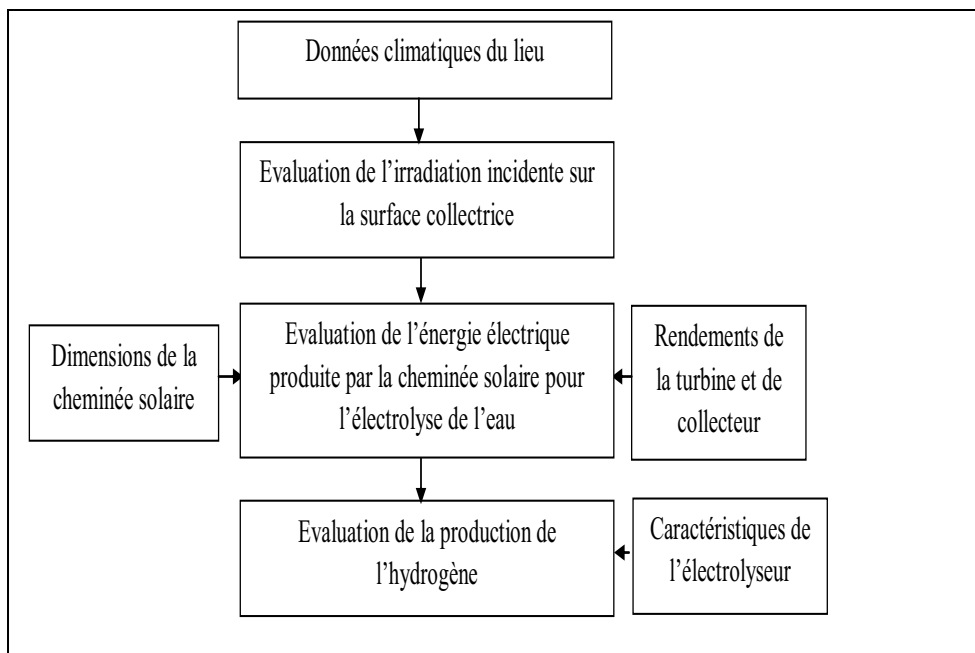 Données climatiques du lieu
Evaluation de l’irradiation incidente sur
la surface collectrice
Dimensions de la
cheminée solaire
Evaluation de l’énergie électrique
produite par la cheminée solaire pour
l’électrolyse de l’eau
Rendements de
la turbine et de
collecteur
Evaluation de la production de
l’hydrogène
Caractéristiques de
l’électrolyseur